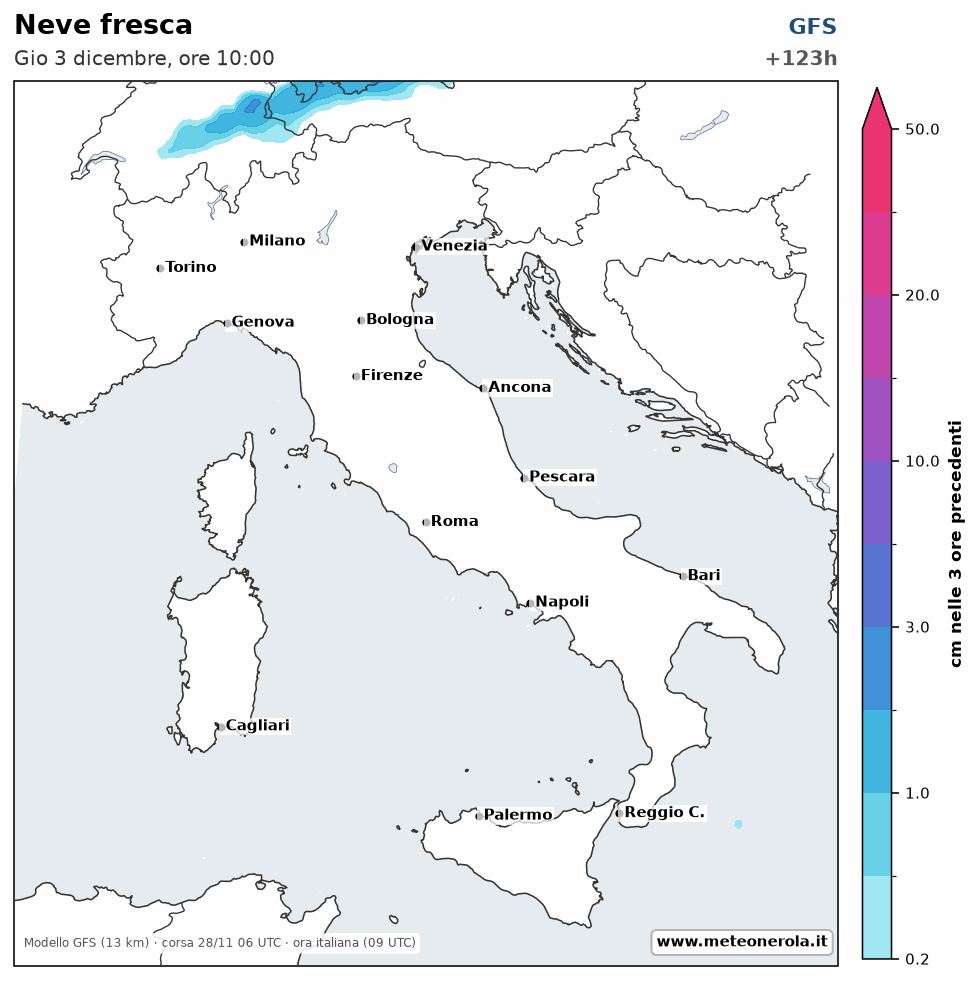 Neve fresca
GFS
Gio 3 dicembre, ore 10:00
+123h
Milano
Venezia
Torino
Genova
Bologna
Firenze
Ancona
Pescara
Roma
Bari
Napoli
Cagliari
Palermo
Reggio C.
50.0
20.0
10.0
3.0
1.0
0.2
cm nelle 3 ore precedenti
Modello GFS (13 km) · corsa 28/11 06 UTC · ora italiana (09 UTC)
www.meteonerola.it